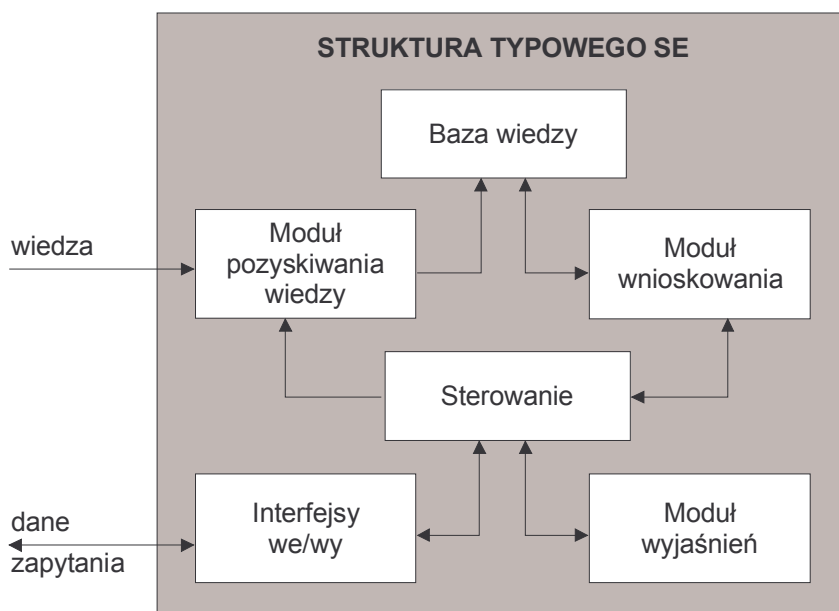 STRUKTURA TYPOWEGO SE
Baza wiedzy
wiedza
Moduł
pozyskiwania
wiedzy
Moduł
wnioskowania
Sterowanie
dane
zapytania
Interfejsy
we/wy
Moduł
wyjaśnień